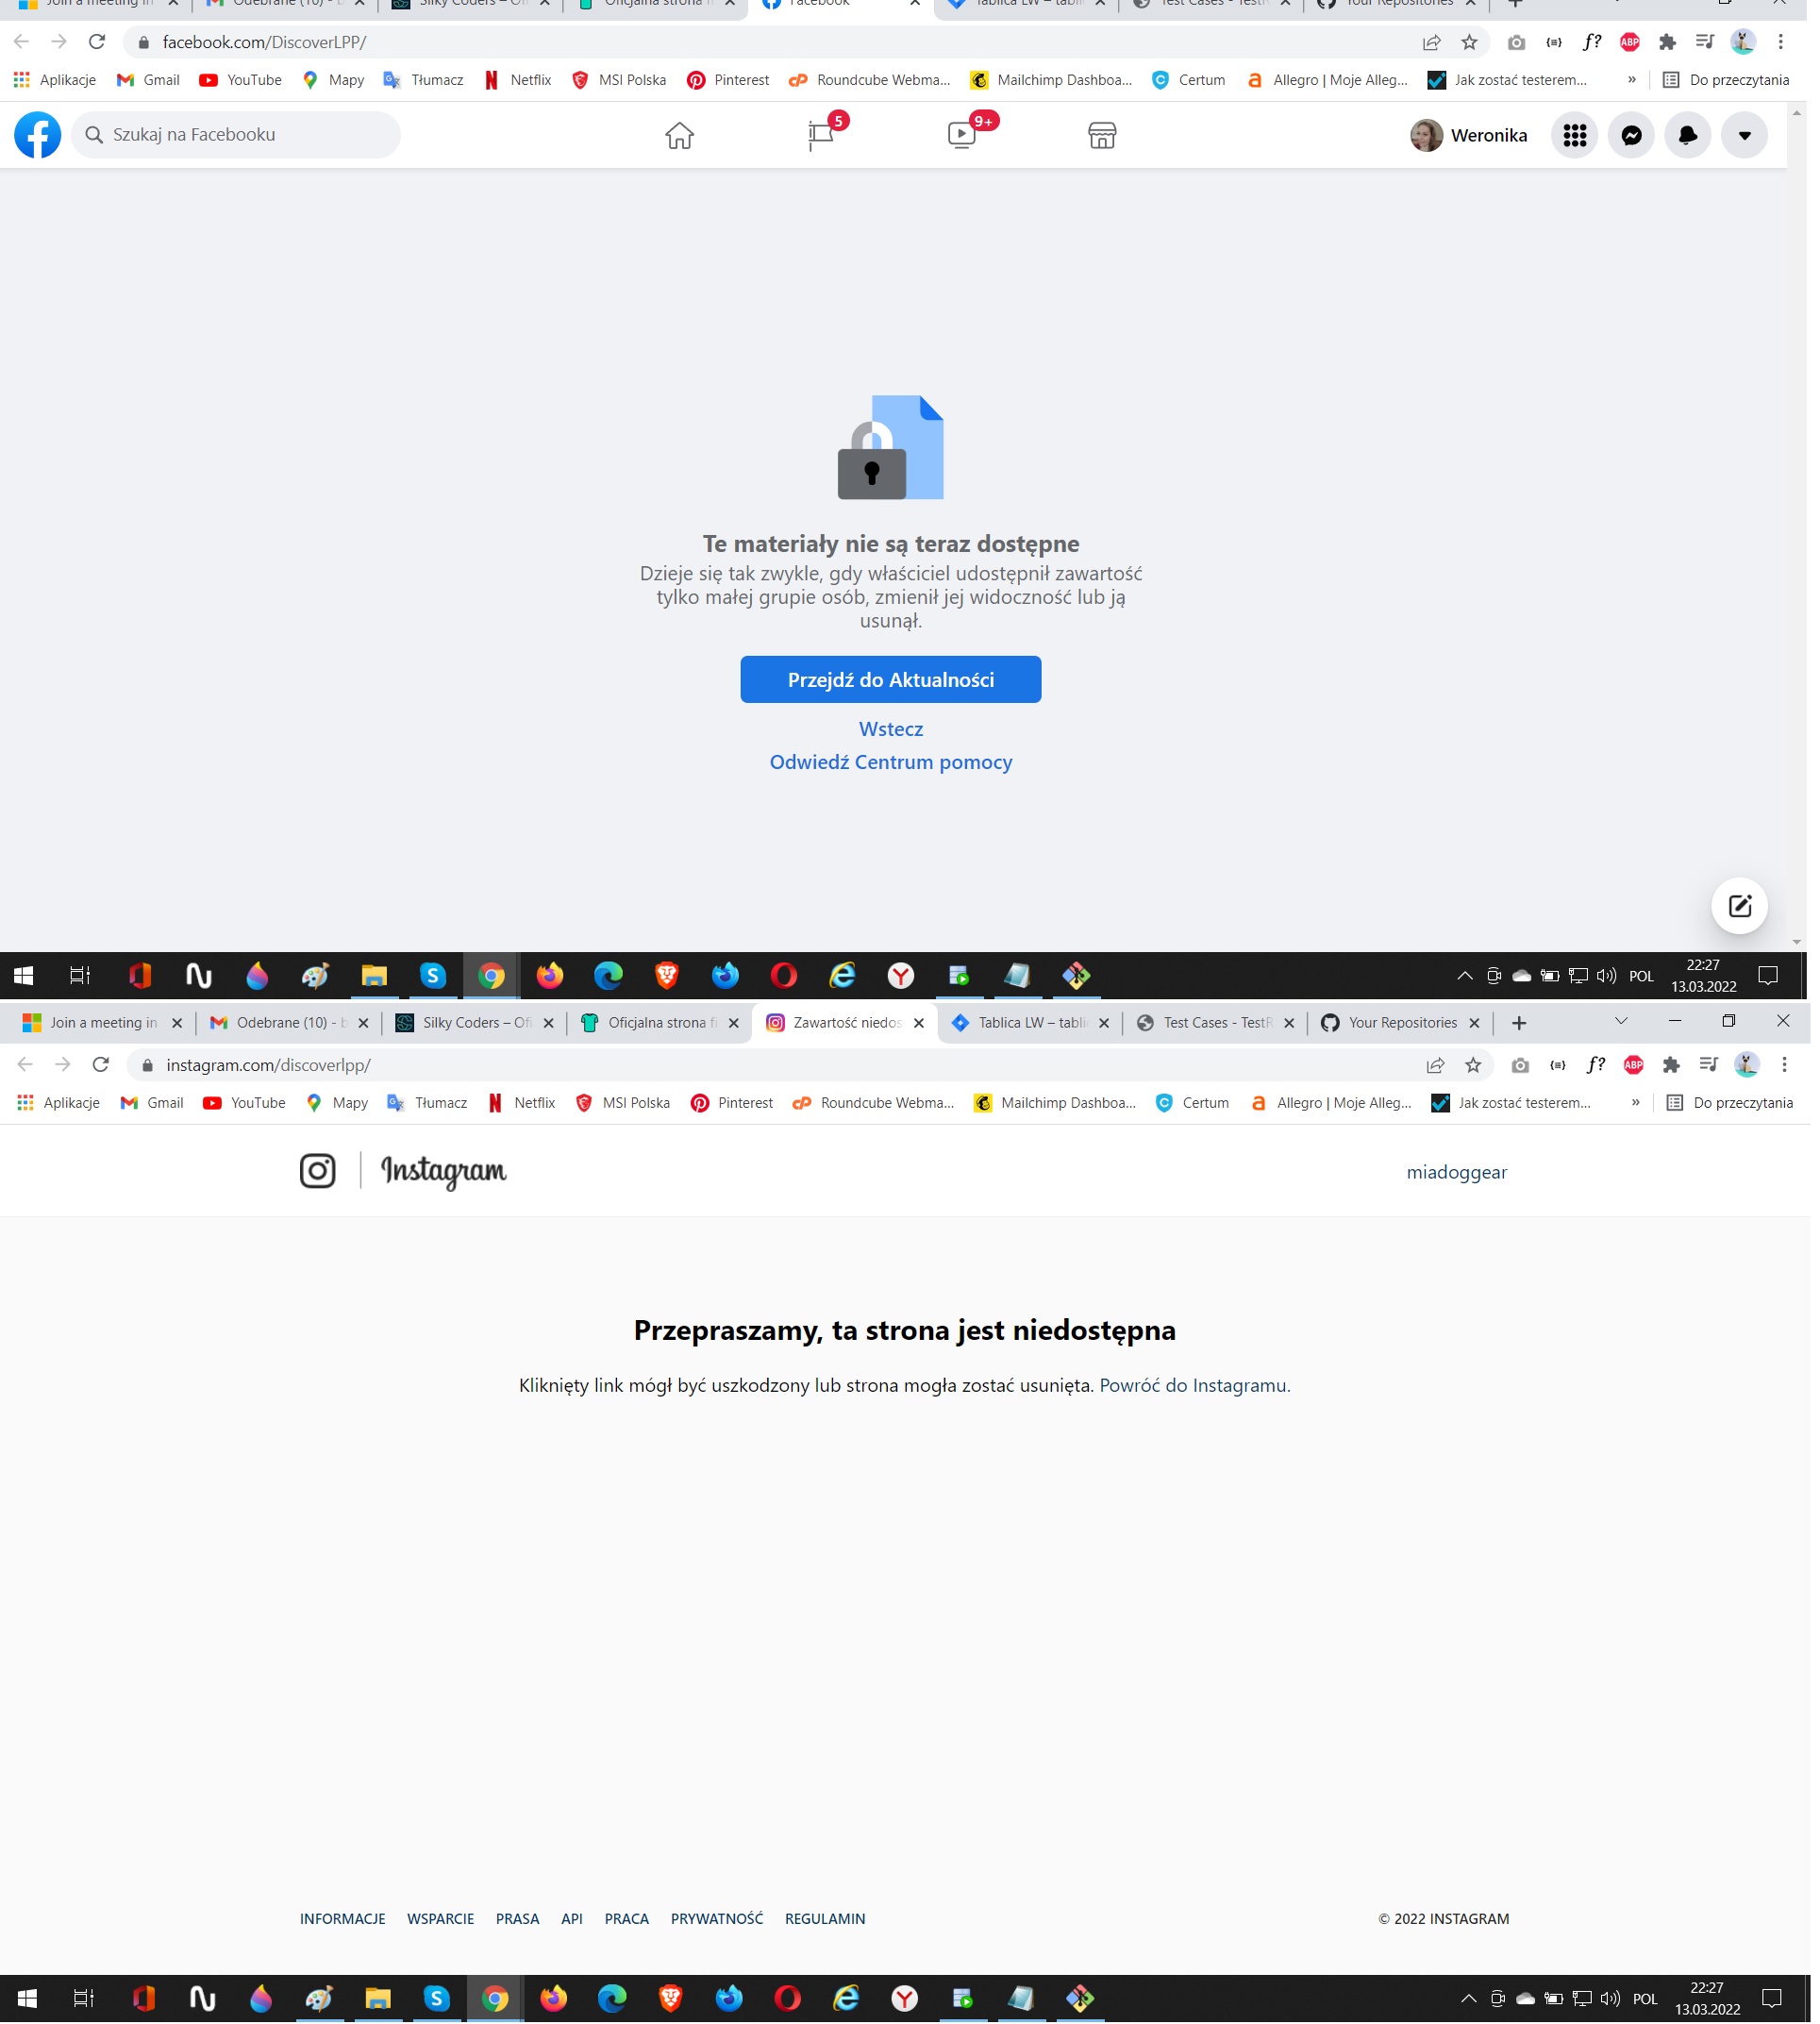 Join a meeting in
Odebrane (10) - b
Silky Coders – Ofi
Oficjalna strona fi
Facebook
Tablica LW – tabli
Test Cases - TestR
Your Repositories
facebook.com/DiscoverLPP/
f?
ABP
Aplikacje
Gmail
YouTube
Mapy
Tłumacz
Netflix
MSI Polska
Pinterest
Roundcube Webma...
Mailchimp Dashboa...
Certum
Allegro | Moje Alleg...
Jak zostać testerem...
»
Do przeczytania
Szukaj na Facebooku
5
9+
Weronika
Te materiały nie są teraz dostępne
Dzieje się tak zwykle, gdy właściciel udostępnił zawartość
tylko małej grupie osób, zmienił jej widoczność lub ją
usunął.
Przejdź do Aktualności
Wstecz
Odwiedź Centrum pomocy
POL
22:27
13.03.2022
Join a meeting in
Odebrane (10) - b
Silky Coders – Ofi
Oficjalna strona fi
Zawartość niedos
Tablica LW – tabli
Test Cases - TestR
Your Repositories
instagram.com/discoverlpp/
f?
ABP
Aplikacje
Gmail
YouTube
Mapy
Tłumacz
Netflix
MSI Polska
Pinterest
Roundcube Webma...
Mailchimp Dashboa...
Certum
Allegro | Moje Alleg...
Jak zostać testerem...
»
Do przeczytania
Instagram
miadoggear
Przepraszamy, ta strona jest niedostępna
Kliknięty link mógł być uszkodzony lub strona mogła zostać usunięta. Powróć do Instagramu.
INFORMACJE WSPARCIE PRASA API PRACA PRYWATNOŚĆ REGULAMIN
© 2022 INSTAGRAM
POL
22:27
13.03.2022